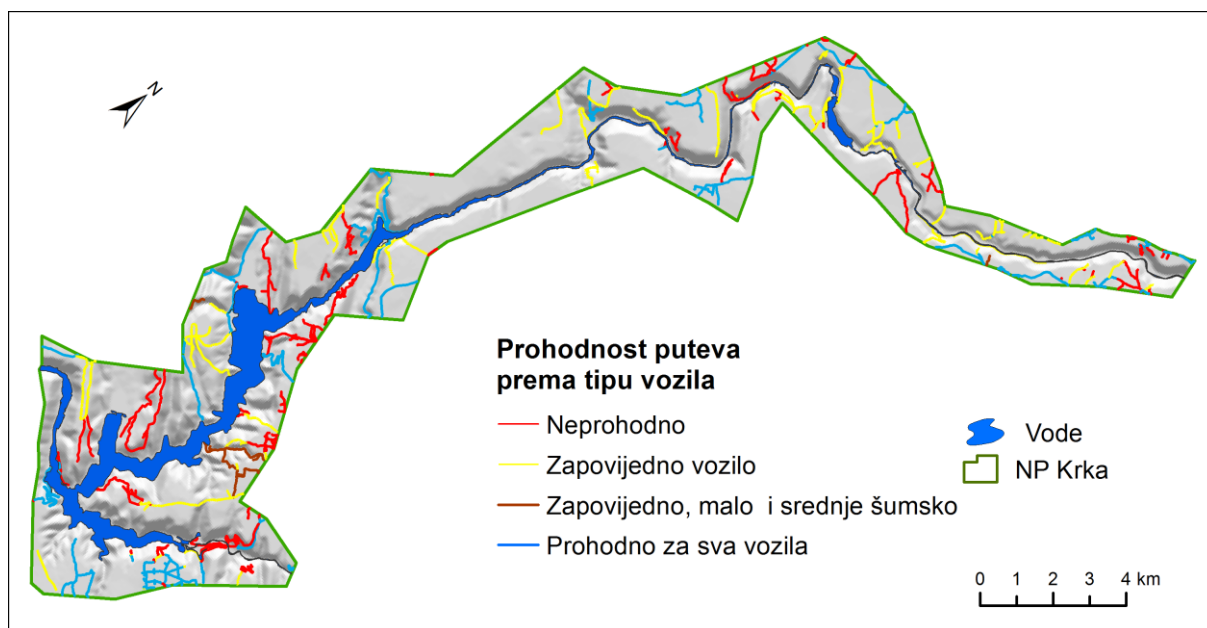 N
Prohodnost puteva
prema tipu vozila
Neprohodno
Zapovijedno vozilo
Zapovijedno, malo i srednje šumsko
Prohodno za sva vozila
Vode
NP Krka
0 1 2 3 4 km